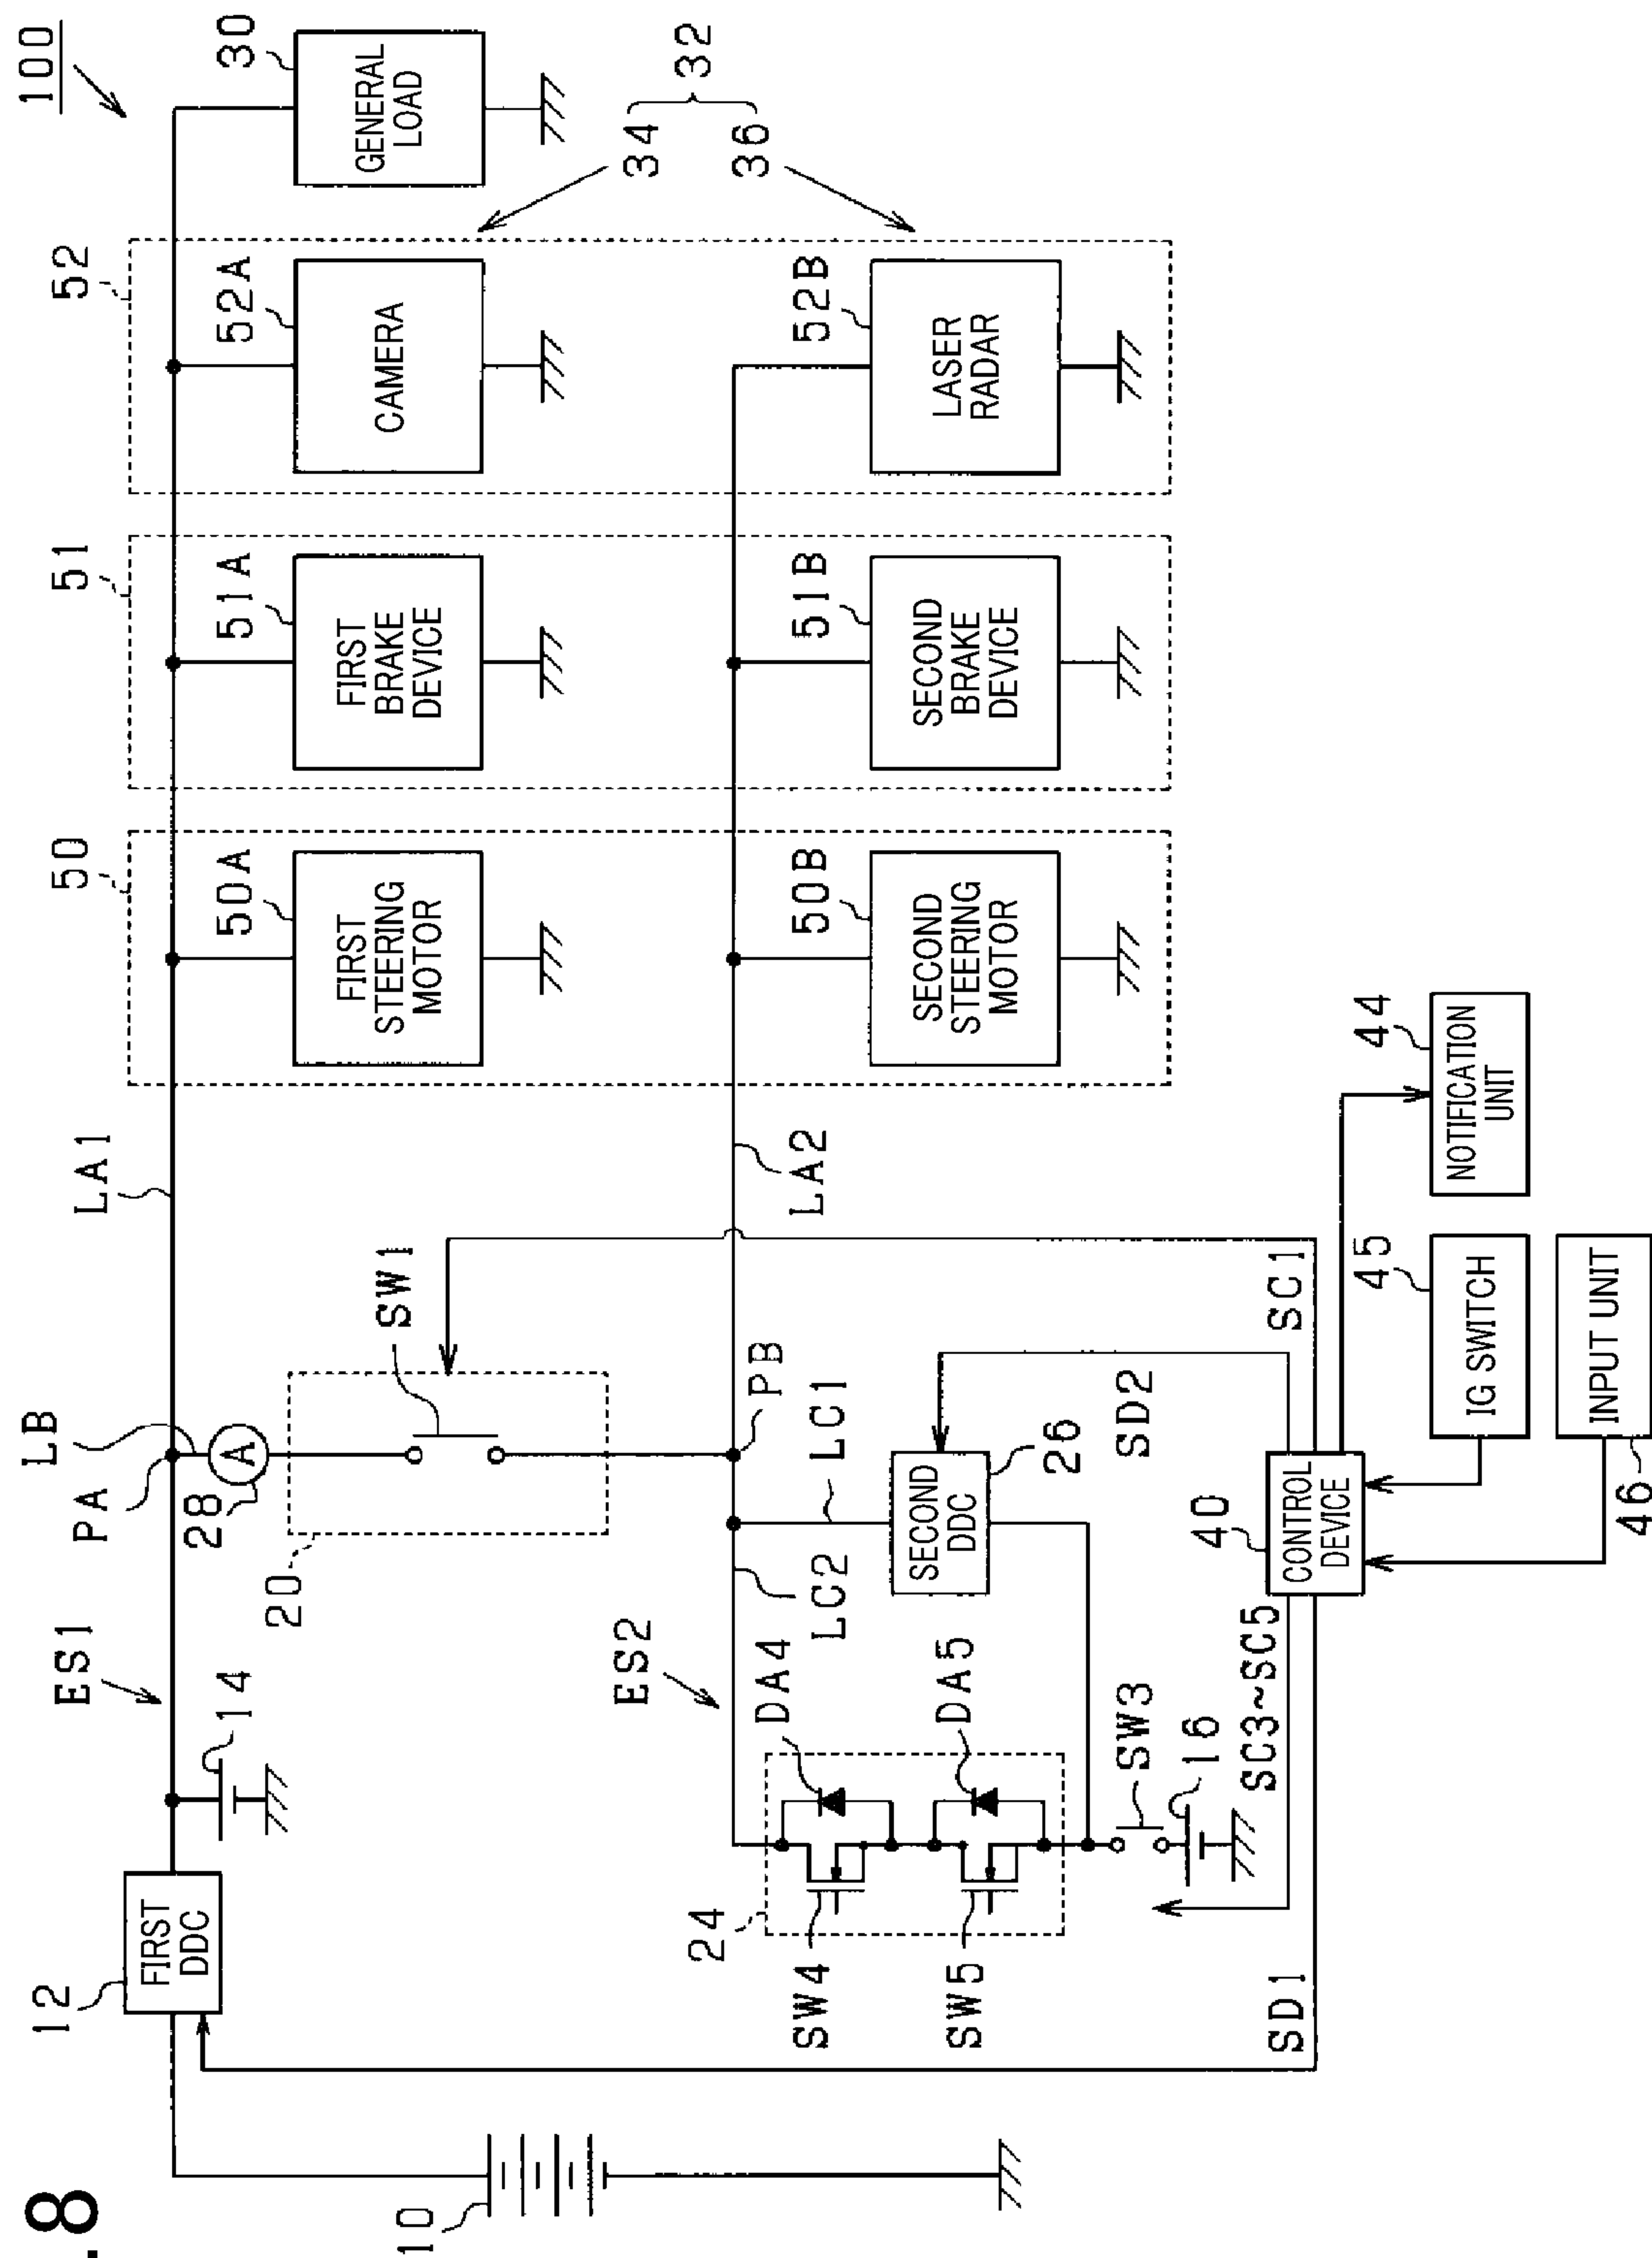 .8
100
ES1
LA1
12
FIRST
DDC
14
PA
LB
28
A
20
SW1
50
50A
FIRST
STEERING
MOTOR
51
51A
FIRST
BRAKE
DEVICE
52
52A
CAMERA
30
GENERAL
LOAD
34
36
32
10
ES2
24
DA4
DA5
SW4
SW5
LC2
LC1
PB
LA2
SECOND
DDC
26
50B
SECOND
STEERING
MOTOR
51B
SECOND
BRAKE
DEVICE
52B
LASER
RADAR
SW3
16
SD2
SC3~SC5
SD1
SC1
40
CONTROL
DEVICE
44
NOTIFICATION
UNIT
45
IG SWITCH
46
INPUT UNIT